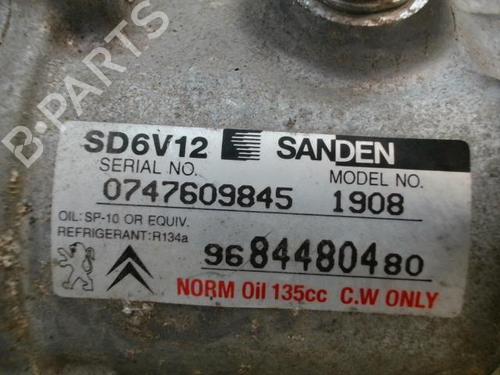 B-PARTS
SD6V12 SANDEN
SERIAL NO. MODEL NO.
0747609845 1908
OIL: SP-10 OR EQUIV.
REFRIGERANT:R134a
9684480480
NORM Oil 135cc C.W ONLY